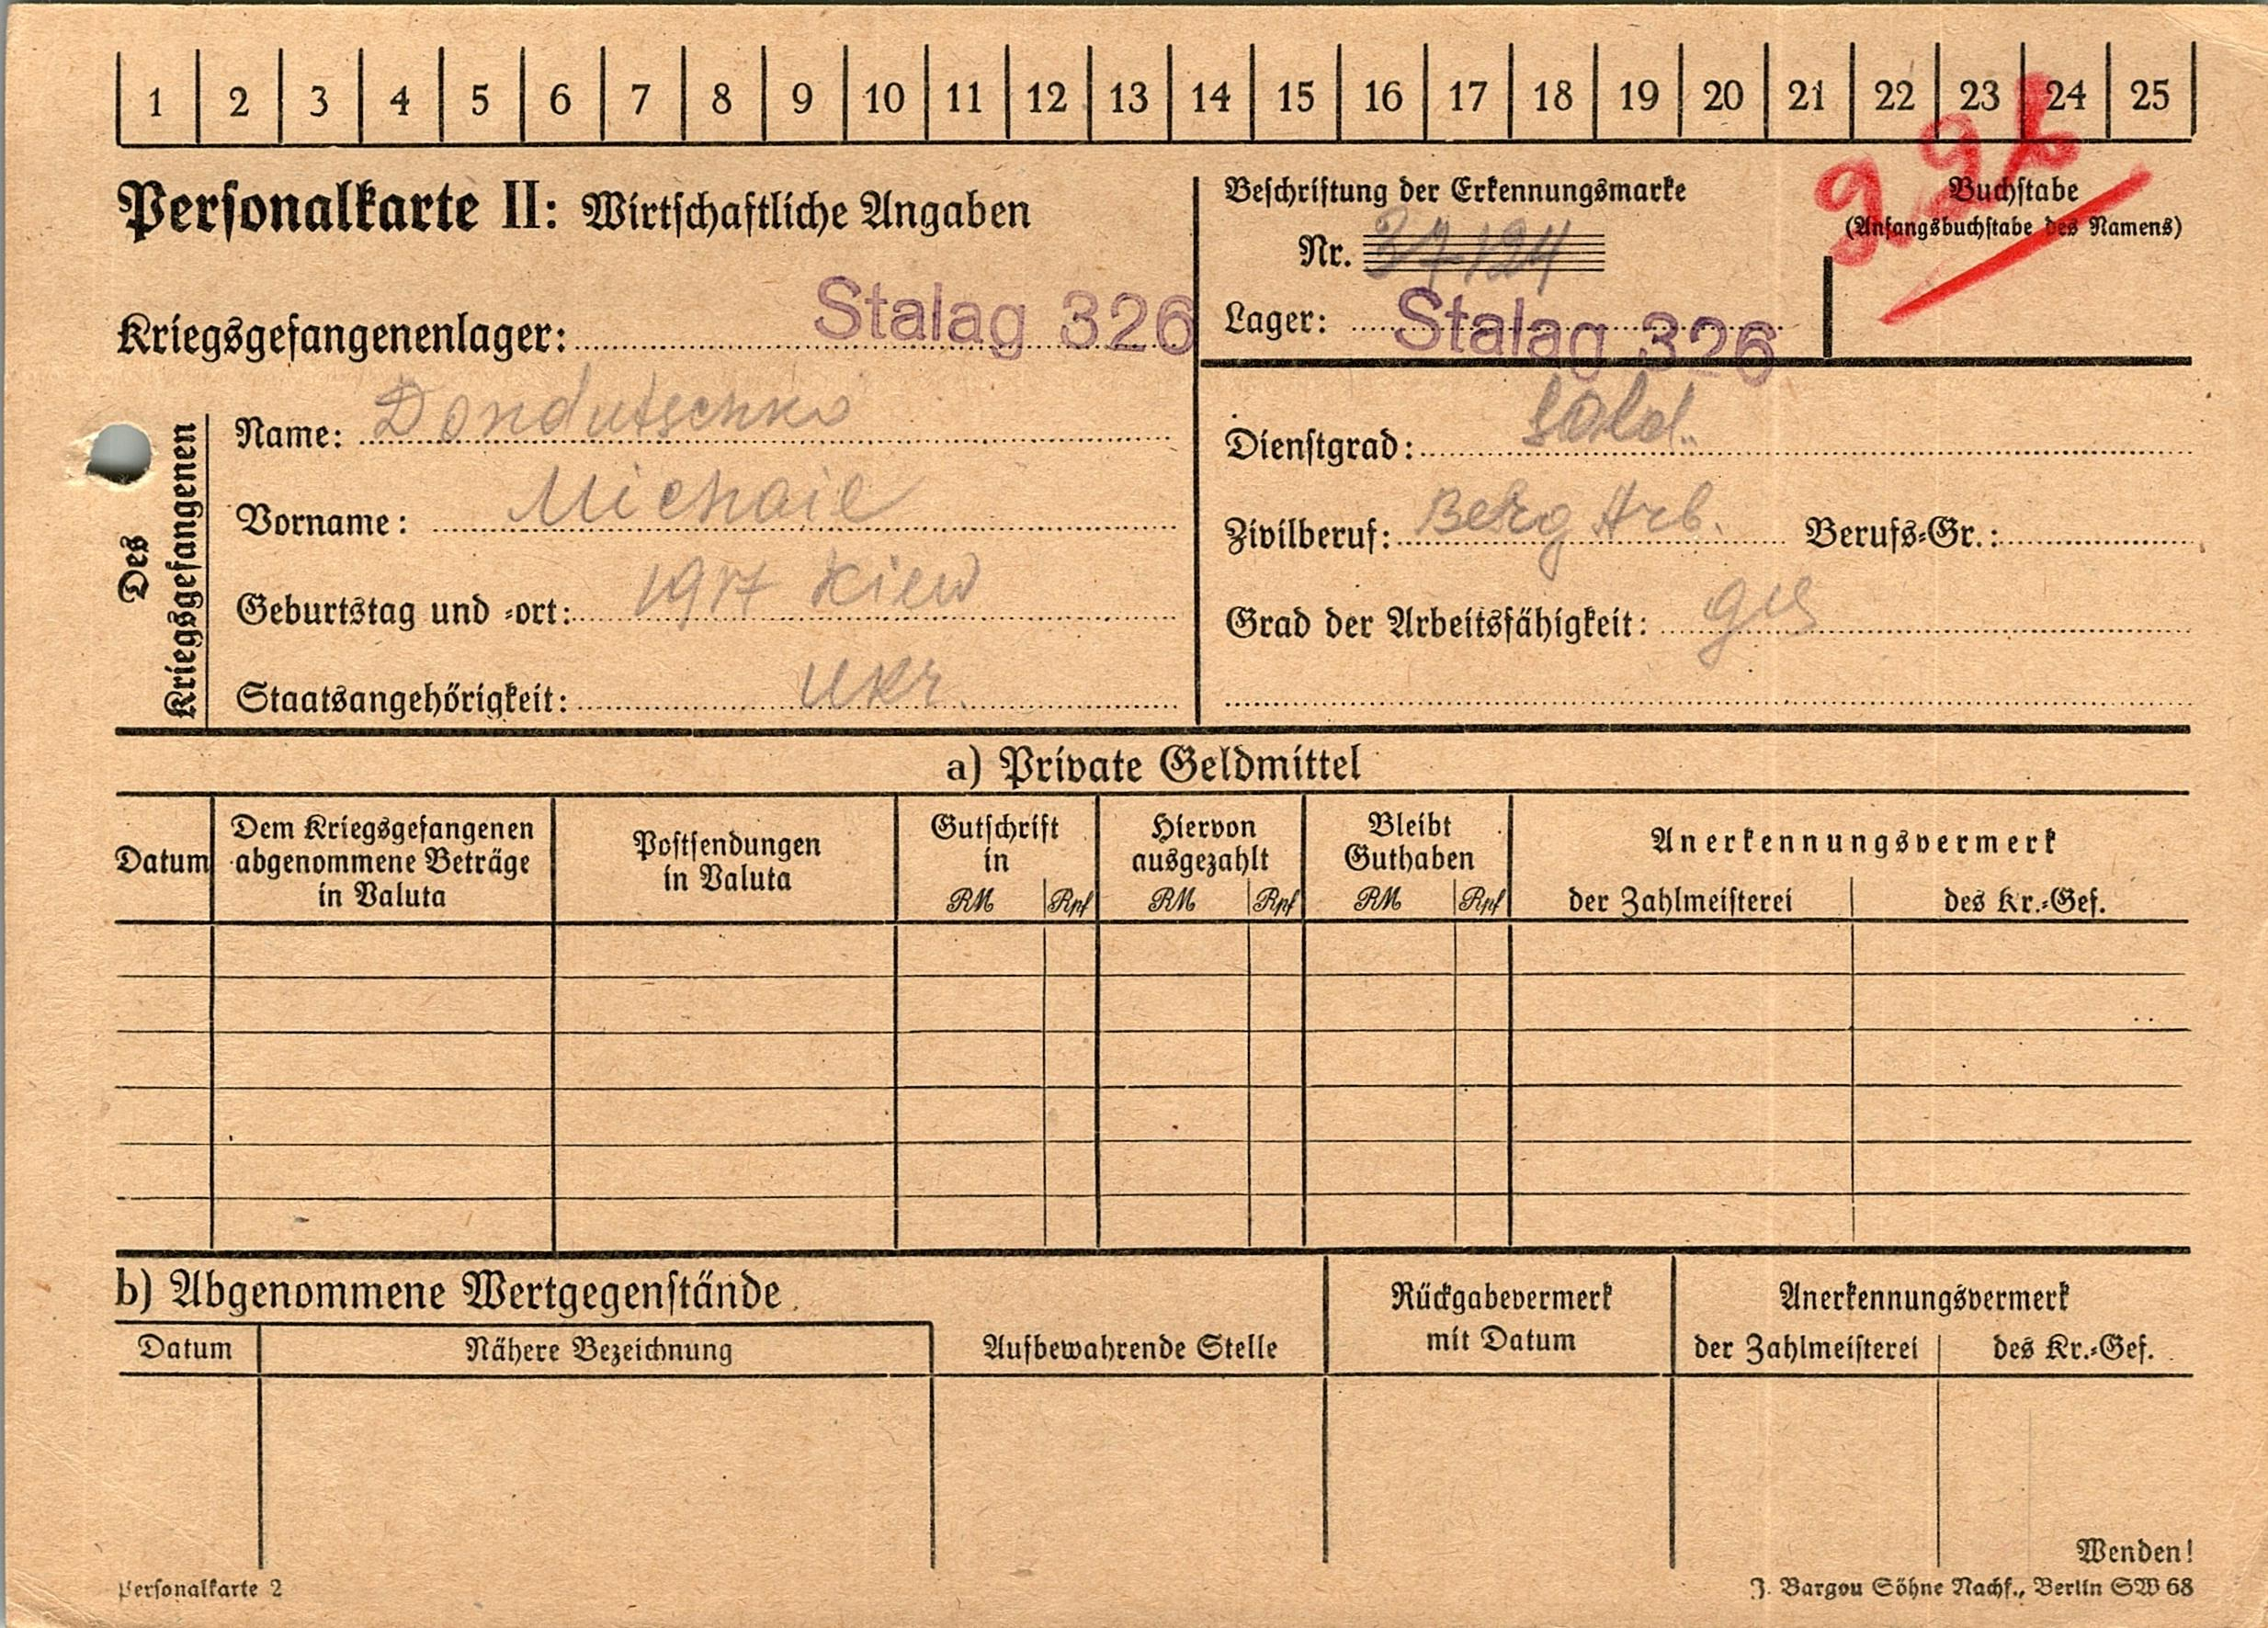 1 2 3 4 5 6 7 8 9 10 11 12 13 14 15 16 17 18 19 20 21 22 23 24 25
Personalkarte II: Wirtschaftliche Angaben
Kriegsgefangenenlager: Stalag 326
Beschriftung der Erkennungsmarke
Nr. 37124
Lager: Stalag 326
Buchstabe
(Anfangsbuchstabe des Namens)
Des Kriegsgefangenen
Name: Dondutschko
Vorname: Michail
Geburtstag und -ort: 1917 Kiew
Staatsangehörigkeit: Ukr.
Dienstgrad: Sold.
Zivilberuf: Berg Arb. Berufs-Gr.:
Grad der Arbeitsfähigkeit:
a) Private Geldmittel
Datum
Dem Kriegsgefangenen
abgenommene Beträge
in Valuta
Postsendungen
in Valuta
Gutschrift
in
RM Rpf
Hiervon
ausgezahlt
RM Rpf
Bleibt
Guthaben
RM Rpf
Anerkennungsvermerk
der Zahlmeisterei des Kr.-Gef.
b) Abgenommene Wertgegenstände
Datum Nähere Bezeichnung
Aufbewahrende Stelle
Rückgabevermerk
mit Datum
Anerkennungsvermerk
der Zahlmeisterei des Kr.-Gef.
Wenden!
Personalkarte 2
J. Bargou Söhne Nachf., Berlin SW 68